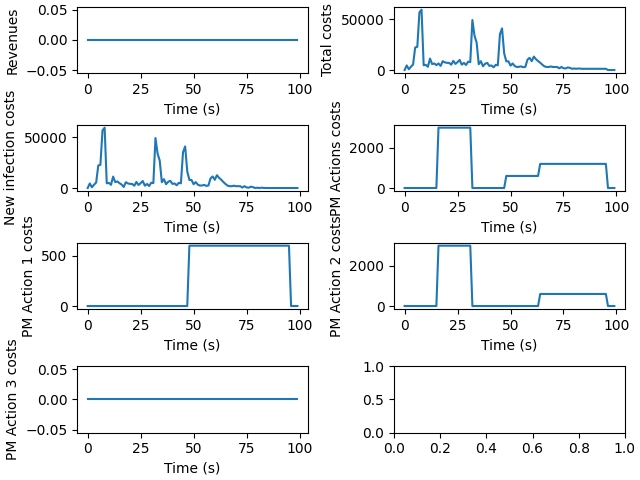 Revenues
0.05
0.00
−0.05
0 25 50 75 100
Time (s)
Total costs
50000
0
0 25 50 75 100
Time (s)
New infection costs
50000
0
0 25 50 75 100
Time (s)
PM Actions costs
2000
0
0 25 50 75 100
Time (s)
PM Action 1 costs
500
0
0 25 50 75 100
Time (s)
PM Action 2 costs
2000
0
0 25 50 75 100
Time (s)
PM Action 3 costs
0.05
0.00
−0.05
0 25 50 75 100
Time (s)
1.0
0.5
0.0
0.0 0.2 0.4 0.6 0.8 1.0